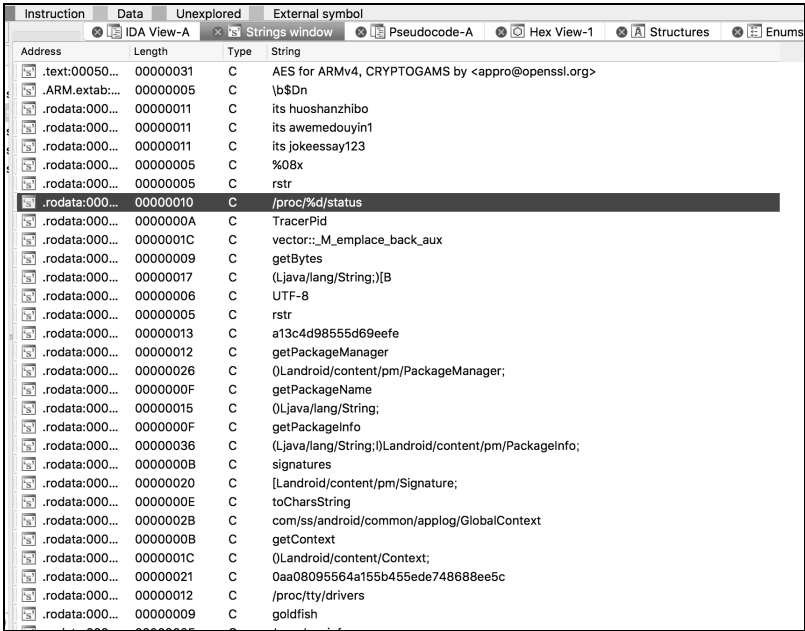 Instruction Data Unexplored External symbol
IDA View-A Strings window Pseudocode-A Hex View-1 Structures Enums
Address Length Type String
.text:00050... 00000031 C AES for ARMv4, CRYPTOGAMS by <appro@openssl.org>
.ARM.extab:... 00000005 C \b$Dn
.rodata:000... 00000011 C its huoshanzhibo
.rodata:000... 00000011 C its awemedouyin1
.rodata:000... 00000011 C its jokeessay123
.rodata:000... 00000005 C %08x
.rodata:000... 00000005 C rstr
.rodata:000... 00000010 C /proc/%d/status
.rodata:000... 0000000A C TracerPid
.rodata:000... 0000001C C vector::_M_emplace_back_aux
.rodata:000... 00000009 C getBytes
.rodata:000... 00000017 C (Ljava/lang/String;)[B
.rodata:000... 00000006 C UTF-8
.rodata:000... 00000005 C rstr
.rodata:000... 00000013 C a13c4d98555d69eefe
.rodata:000... 00000012 C getPackageManager
.rodata:000... 00000026 C ()Landroid/content/pm/PackageManager;
.rodata:000... 0000000F C getPackageName
.rodata:000... 00000015 C ()Ljava/lang/String;
.rodata:000... 0000000F C getPackageInfo
.rodata:000... 00000036 C (Ljava/lang/String;I)Landroid/content/pm/PackageInfo;
.rodata:000... 0000000B C signatures
.rodata:000... 00000020 C [Landroid/content/pm/Signature;
.rodata:000... 0000000E C toCharsString
.rodata:000... 0000002B C com/ss/android/common/applog/GlobalContext
.rodata:000... 0000000B C getContext
.rodata:000... 0000001C C ()Landroid/content/Context;
.rodata:000... 00000021 C 0aa08095564a155b455ede748688ee5c
.rodata:000... 00000012 C /proc/tty/drivers
.rodata:000... 00000009 C goldfish